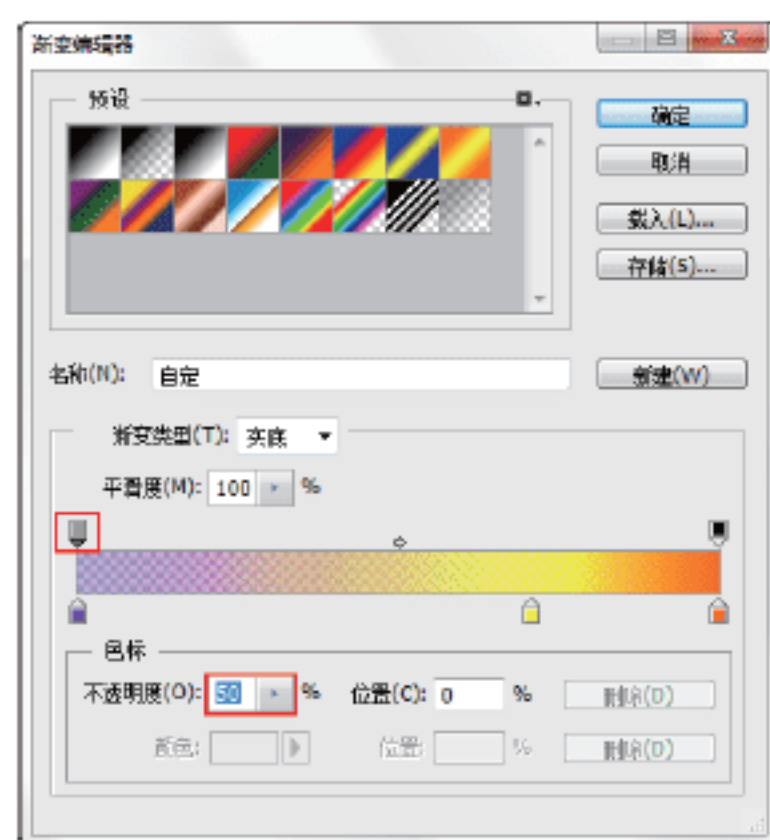 渐变编辑器
预设
确定
取消
载入(L)...
存储(S)...
名称(N): 自定
新建(W)
渐变类型(T): 实底
平滑度(M): 100 %
色标
不透明度(O): 50 % 位置(C): 0 % 删除(D)
颜色: 位置: % 删除(D)